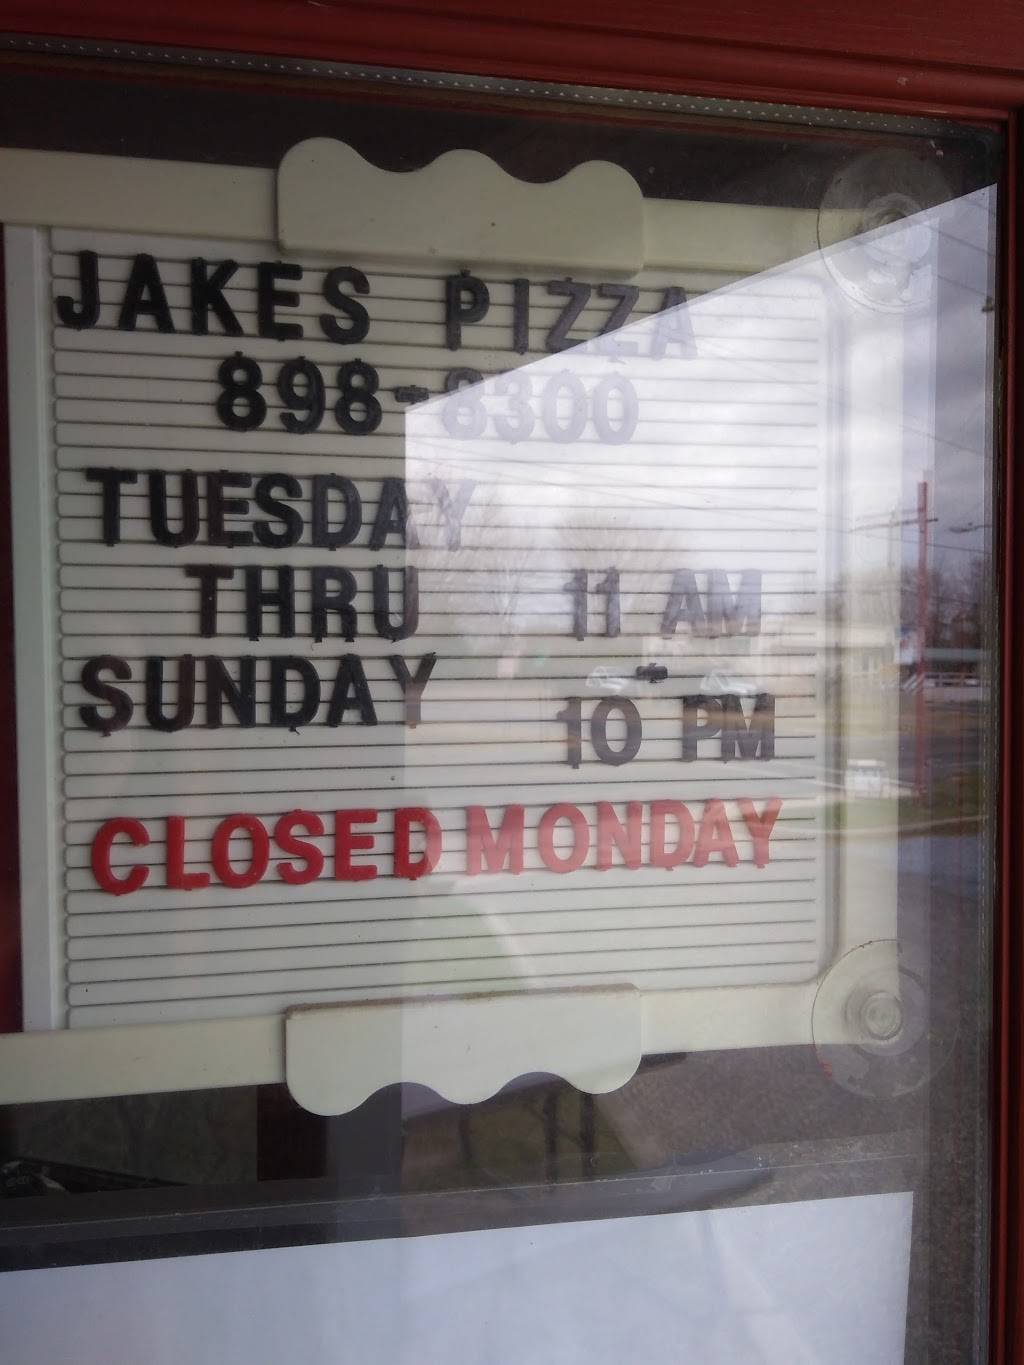 JAKES PIZZA
898-8300
TUESDAY
THRU 11 AM
-
SUNDAY 10 PM
CLOSED MONDAY